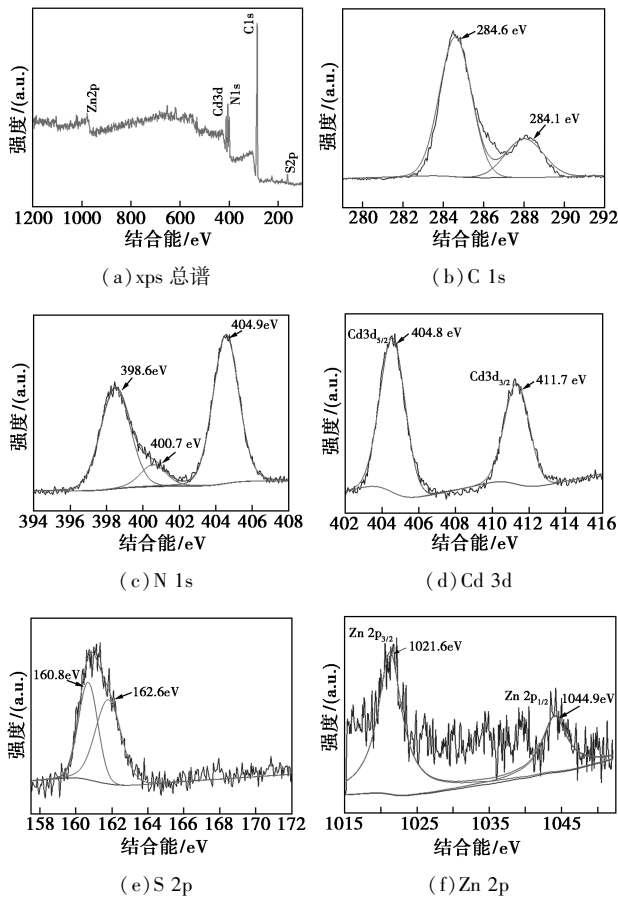 C1s
Zn2p
Cd3d
N1s
S2p
强度/(a.u.)
1200 1000 800 600 400 200
结合能/eV
(a)xps 总谱
284.6 eV
284.1 eV
强度/(a.u.)
280 282 284 286 288 290 292
结合能/eV
(b)C 1s
404.9eV
398.6eV
400.7 eV
强度/(a.u.)
394 396 398 400 402 404 406 408
结合能/eV
(c)N 1s
Cd3d5/2
404.8 eV
Cd3d3/2
411.7 eV
强度/(a.u.)
402 404 406 408 410 412 414 416
结合能/eV
(d)Cd 3d
160.8eV
162.6eV
强度/(a.u.)
158 160 162 164 166 168 170 172
结合能/eV
(e)S 2p
Zn 2p3/2
1021.6eV
Zn 2p1/2
1044.9eV
强度/(a.u.)
1015 1025 1035 1045
结合能/eV
(f)Zn 2p